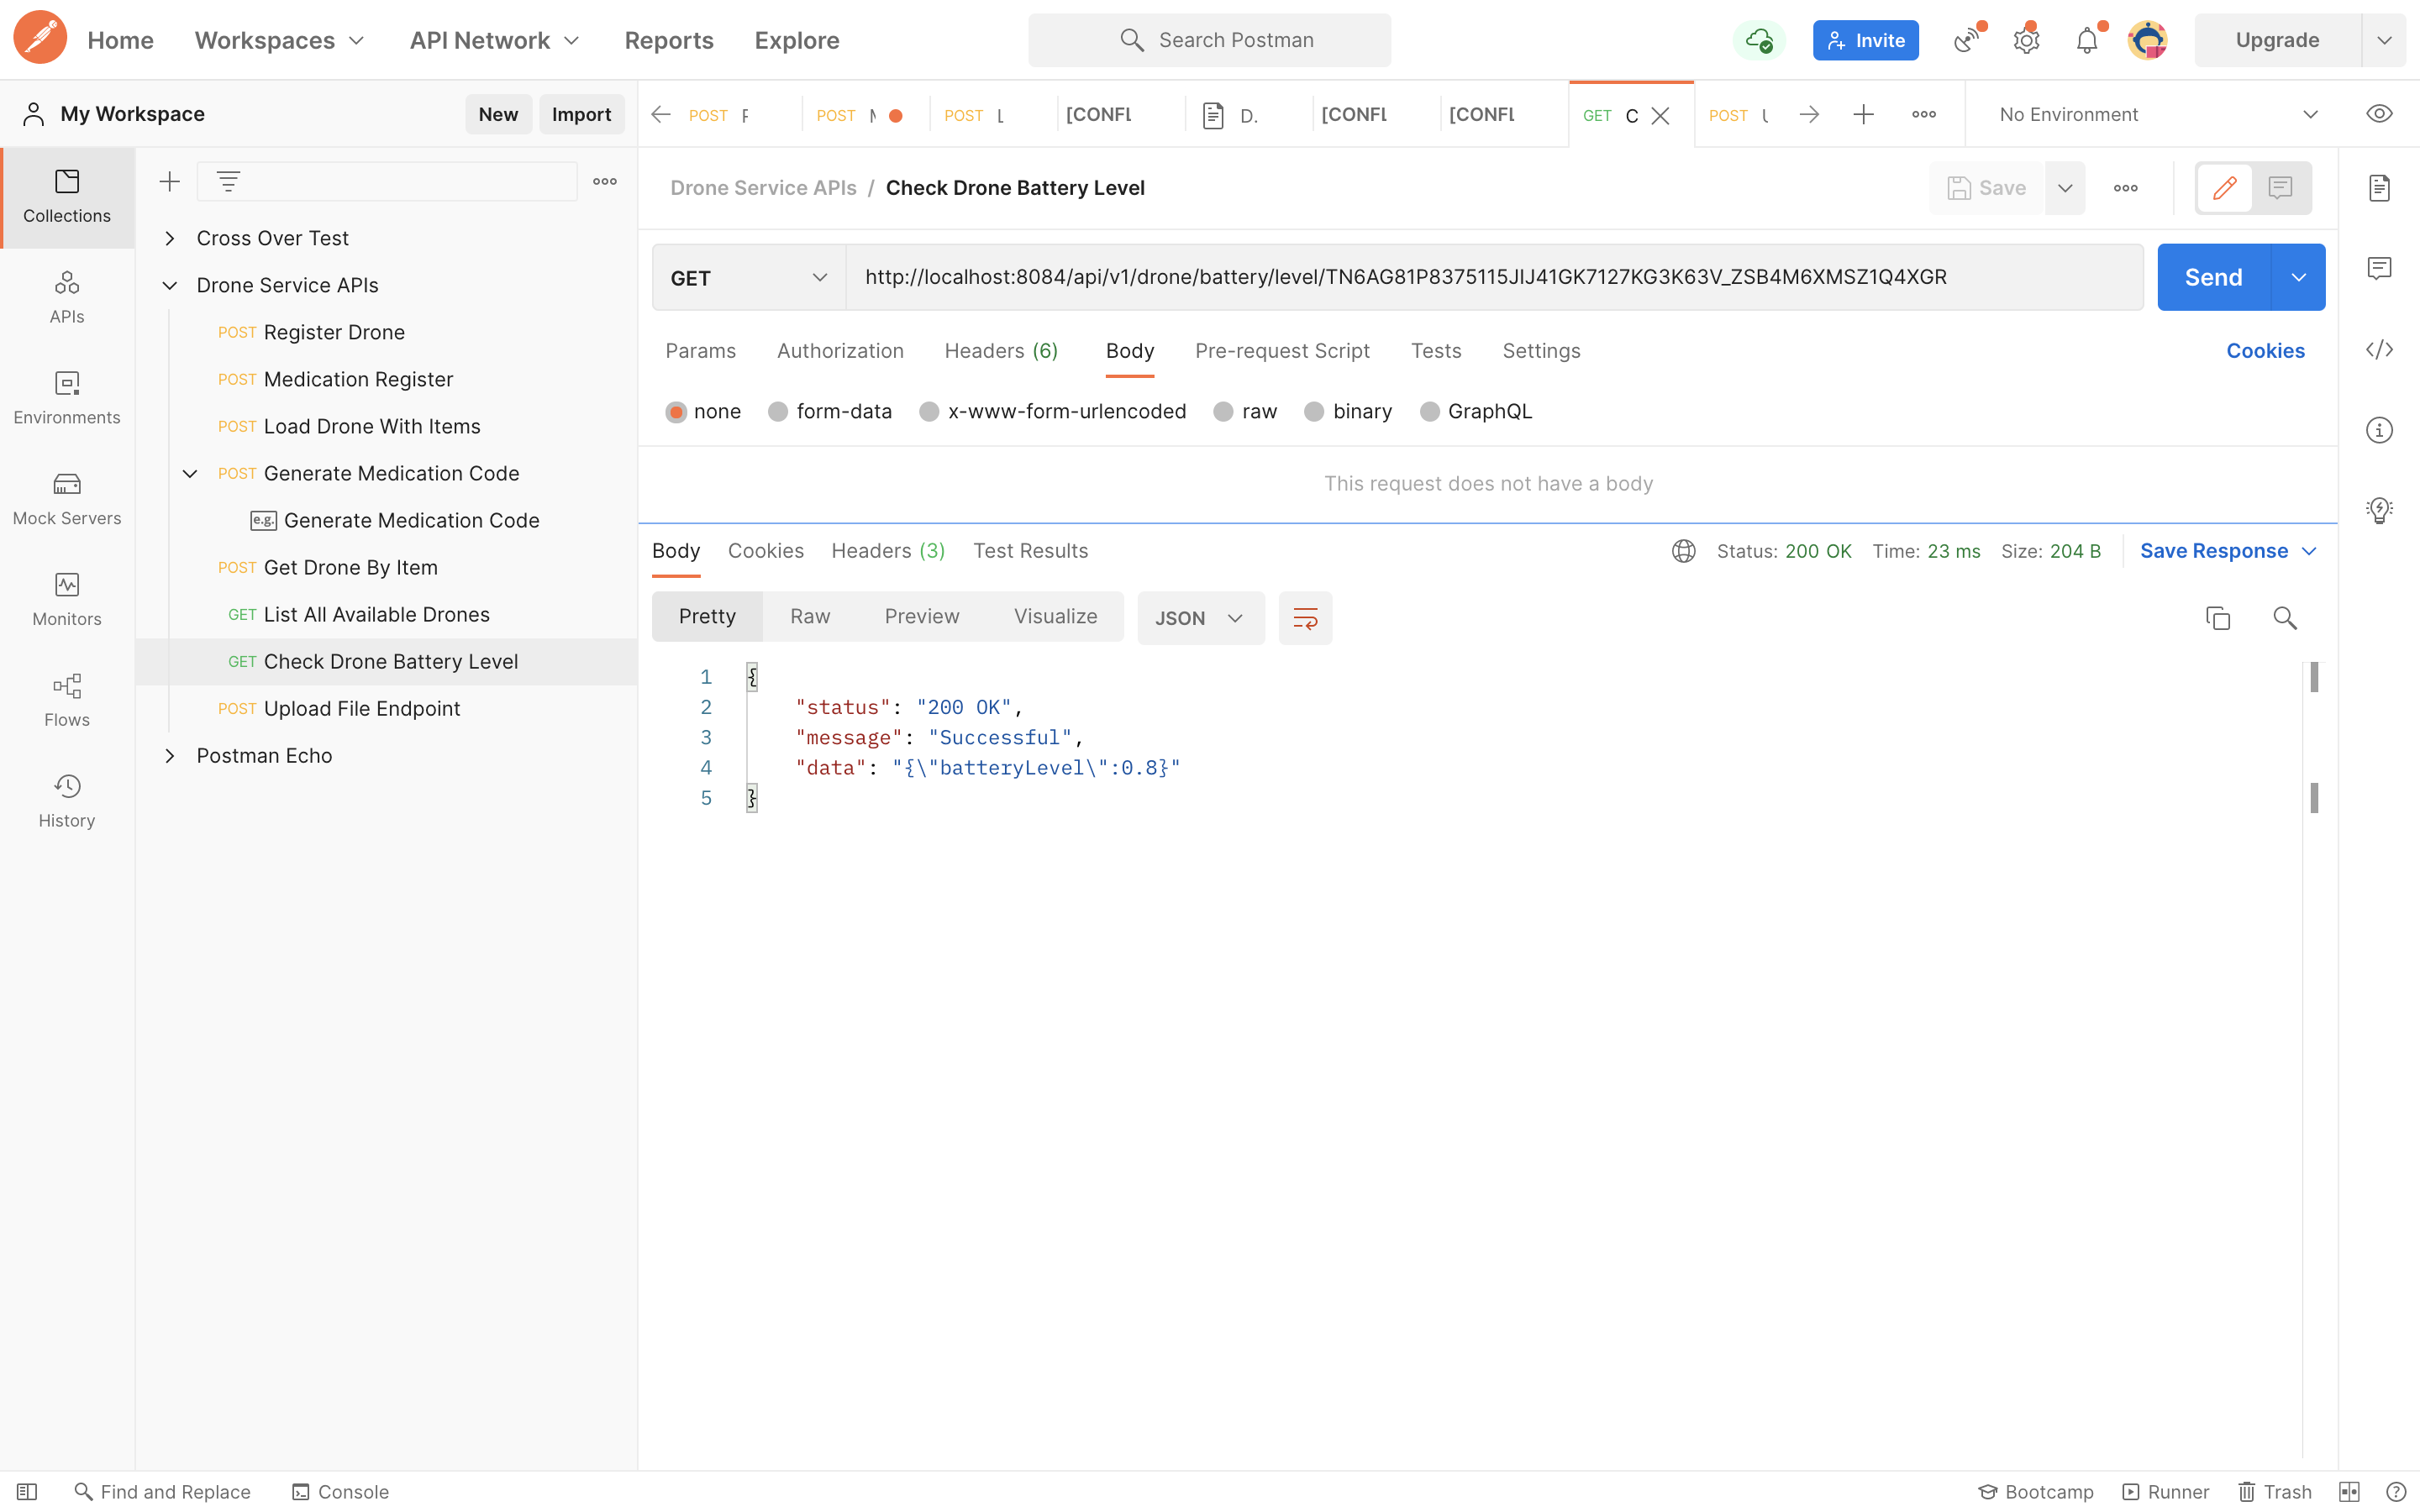 Home Workspaces API Network Reports Explore Search Postman Invite Upgrade
My Workspace New Import
POST F POST M POST L [CONFL D. [CONFL [CONFL GET C POST U No Environment
Collections
APIs
Environments
Mock Servers
Monitors
Flows
History
Cross Over Test
Drone Service APIs
POST Register Drone
POST Medication Register
POST Load Drone With Items
POST Generate Medication Code
e.g. Generate Medication Code
POST Get Drone By Item
GET List All Available Drones
GET Check Drone Battery Level
POST Upload File Endpoint
Postman Echo
Drone Service APIs / Check Drone Battery Level Save
GET http://localhost:8084/api/v1/drone/battery/level/TN6AG81P8375115JIJ41GK7127KG3K63V_ZSB4M6XMSZ1Q4XGR Send
Params Authorization Headers (6) Body Pre-request Script Tests Settings Cookies
none form-data x-www-form-urlencoded raw binary GraphQL
This request does not have a body
Body Cookies Headers (3) Test Results Status: 200 OK Time: 23 ms Size: 204 B Save Response
Pretty Raw Preview Visualize JSON
1 {
2 "status": "200 OK",
3 "message": "Successful",
4 "data": "{\"batteryLevel\":0.8}"
5 }
Find and Replace Console Bootcamp Runner Trash